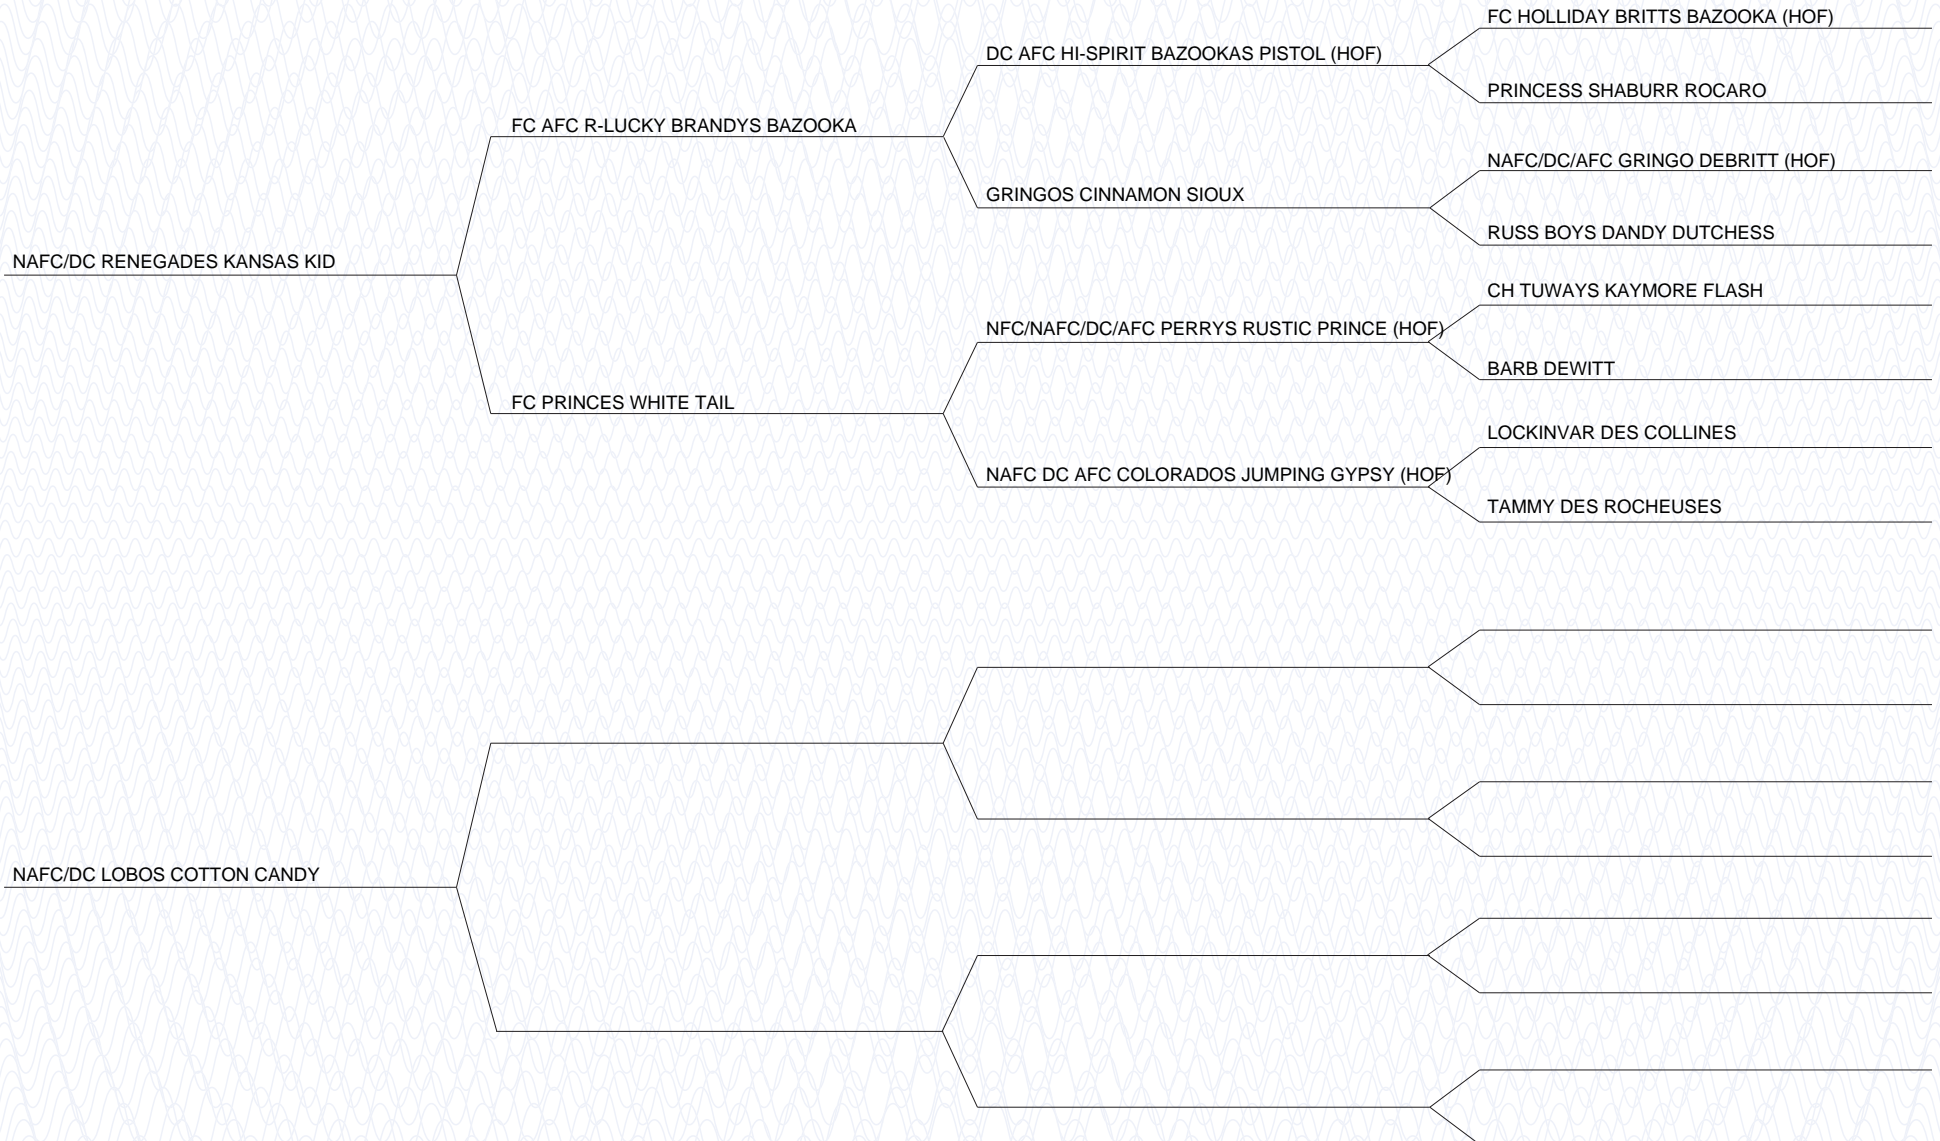 FC HOLLIDAY BRITTS BAZOOKA (HOF)
DC AFC HI-SPIRIT BAZOOKAS PISTOL (HOF)
PRINCESS SHABURR ROCARO
FC AFC R-LUCKY BRANDYS BAZOOKA
NAFC/DC/AFC GRINGO DEBRITT (HOF)
GRINGOS CINNAMON SIOUX
RUSS BOYS DANDY DUTCHESS
NAFC/DC RENEGADES KANSAS KID
CH TUWAYS KAYMORE FLASH
NFC/NAFC/DC/AFC PERRYS RUSTIC PRINCE (HOF)
BARB DEWITT
FC PRINCES WHITE TAIL
LOCKINVAR DES COLLINES
NAFC DC AFC COLORADOS JUMPING GYPSY (HOF)
TAMMY DES ROCHEUSES
NAFC/DC LOBOS COTTON CANDY